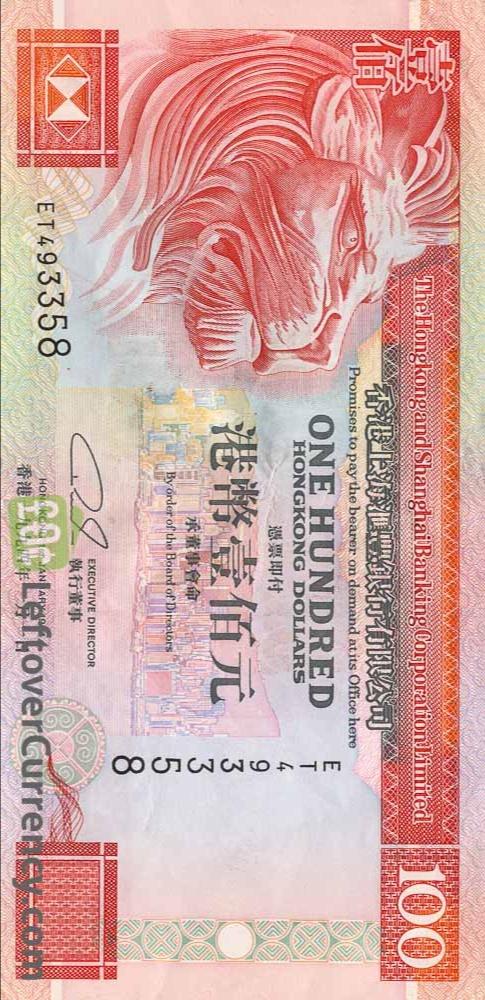 壹佰
The Hongkong and Shanghai Banking Corporation Limited
100
香港上海滙豐銀行有限公司
Promises to pay the bearer on demand at its Office here
ONE HUNDRED
HONGKONG DOLLARS
憑票即付
港幣壹佰元
承董事會命
By order of the Board of Directors
ET493358
ET493358
EXECUTIVE DIRECTOR
執行董事
HONG
香港
LeftoverCurrency.com